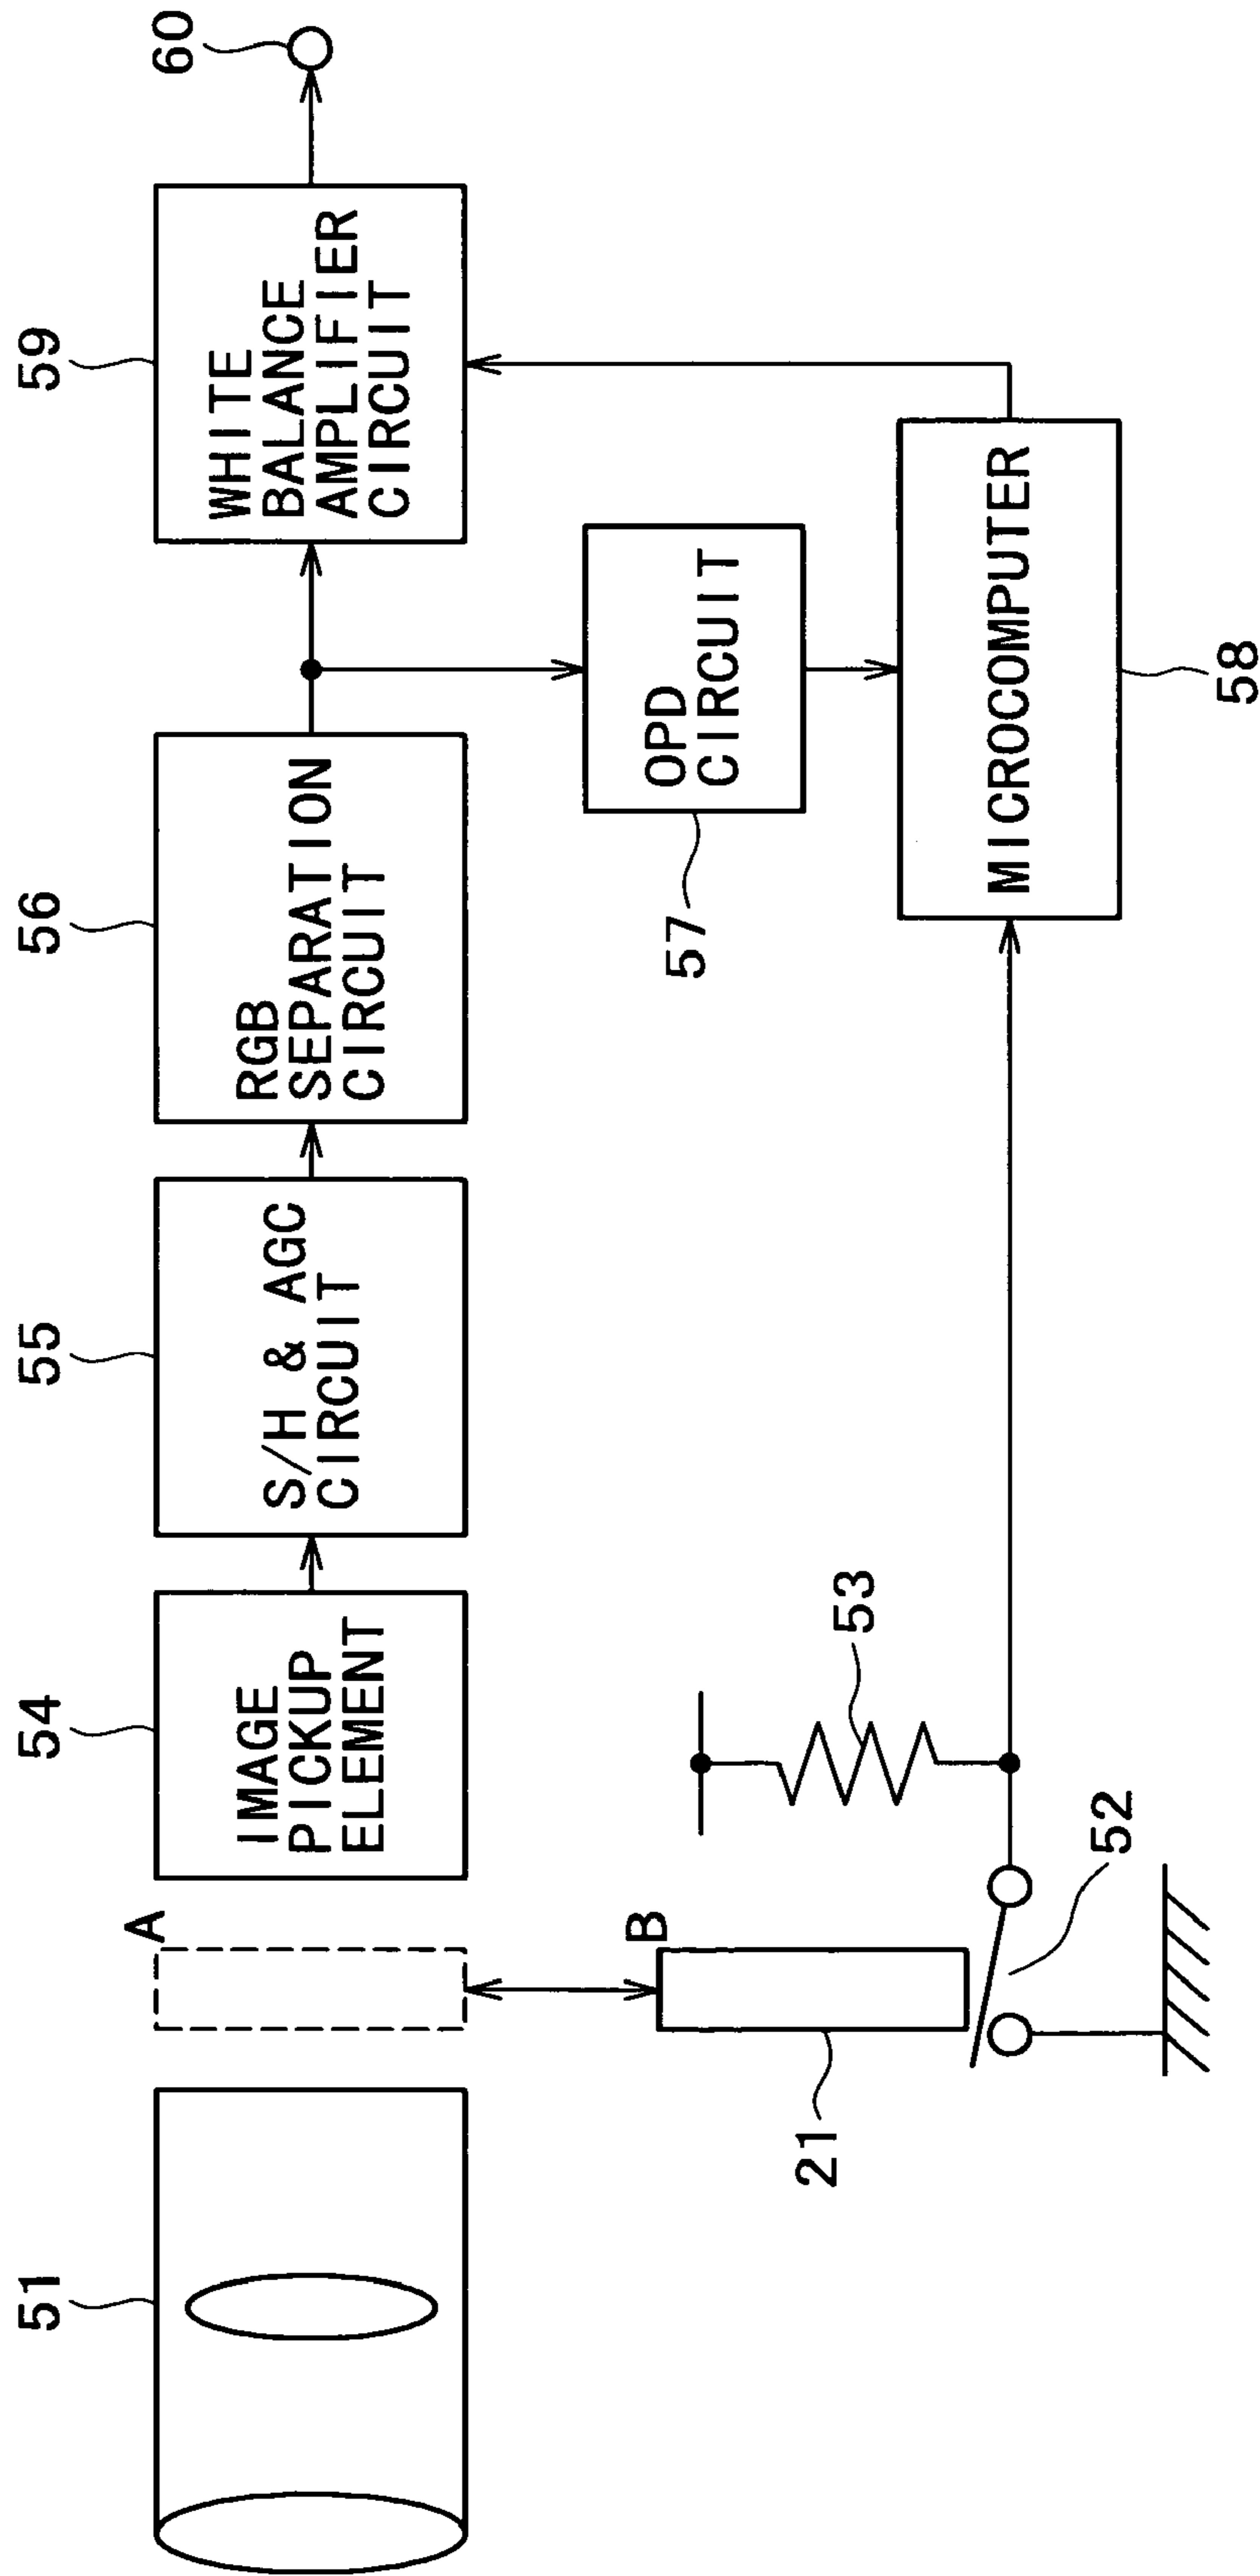 51
54
55
56
59
60
IMAGE
PICKUP
ELEMENT
S/H & AGC
CIRCUIT
RGB
SEPARATION
CIRCUIT
WHITE
BALANCE
AMPLIFIER
CIRCUIT
A
B
21
52
53
57
OPD
CIRCUIT
MICROCOMPUTER
58